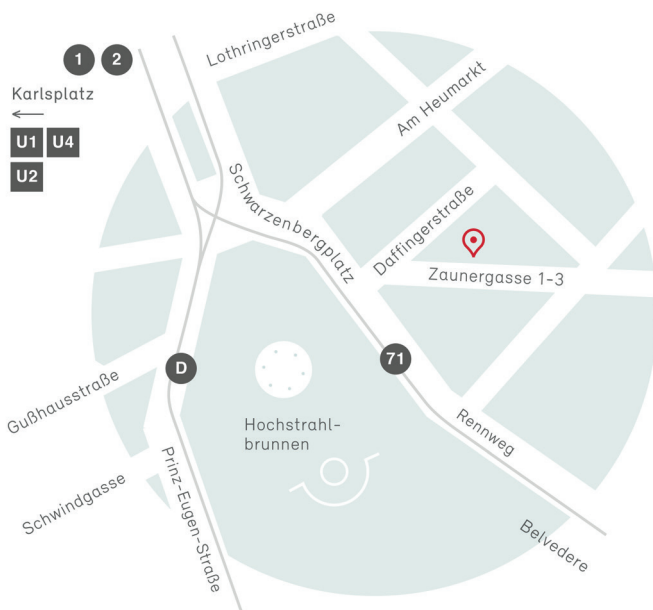 Lothringerstraße
1 2
Karlsplatz
U1 U4
U2
Am Heumarkt
Schwarzenbergplatz
Daffingerstraße
Zaunergasse 1-3
D
71
Gußhausstraße
Hochstrahl-
brunnen
Rennweg
Schwindgasse
Prinz-Eugen-Straße
Belvedere